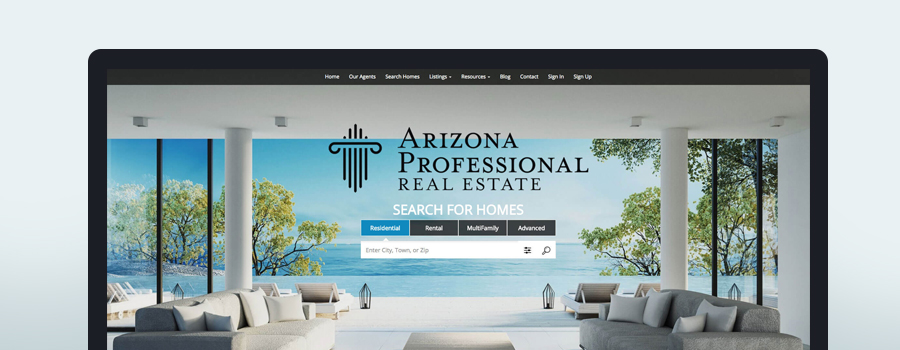 Home Our Agents Search Homes Listings Resources Blog Contact Sign In Sign Up
ARIZONA
PROFESSIONAL
REAL ESTATE
SEARCH FOR HOMES
Residential Rental MultiFamily Advanced
Enter City, Town, or Zip